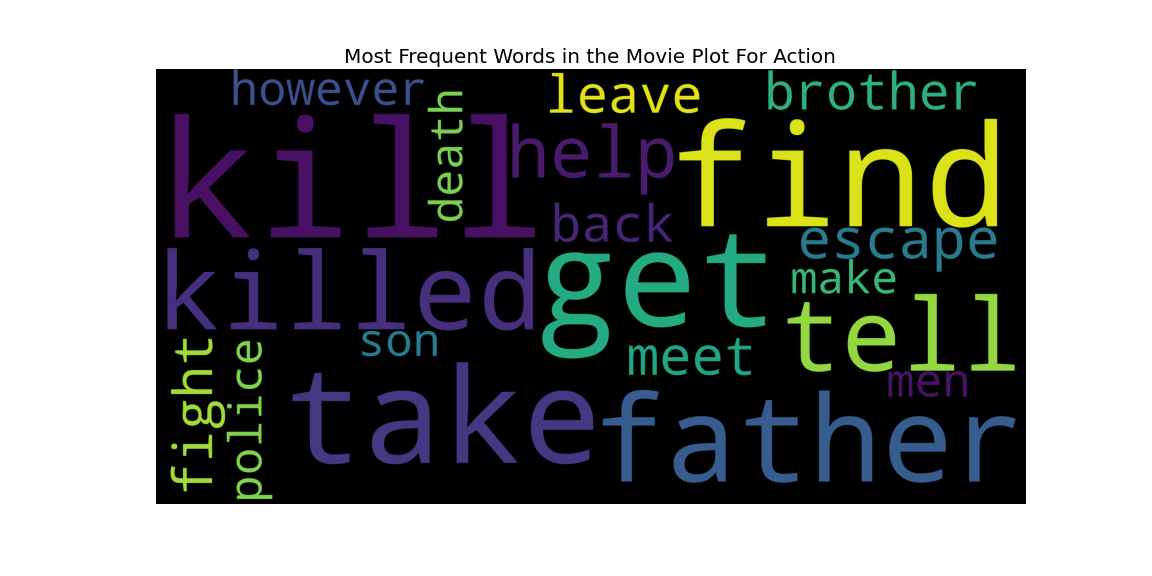 Most Frequent Words in the Movie Plot For Action
however
leave
brother
death
kill
help
find
back
escape
killed
get
make
tell
son
meet
men
fight
police
take
father